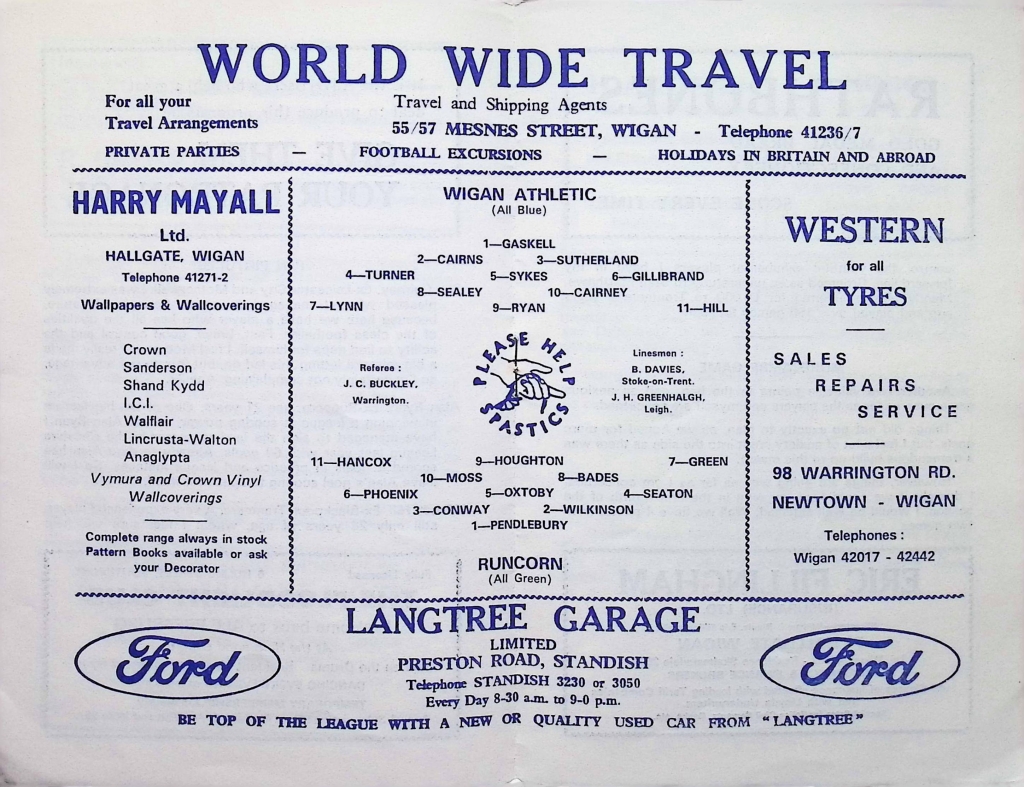 WORLD WIDE TRAVEL
For all your
Travel Arrangements
Travel and Shipping Agents
55/57 MESNES STREET, WIGAN - Telephone 41236/7
PRIVATE PARTIES — FOOTBALL EXCURSIONS — HOLIDAYS IN BRITAIN AND ABROAD
HARRY MAYALL
Ltd.
HALLGATE, WIGAN
Telephone 41271-2
Wallpapers & Wallcoverings
Crown
Sanderson
Shand Kydd
I.C.I.
Walflair
Lincrusta-Walton
Anaglypta
Vymura and Crown Vinyl
Wallcoverings
Complete range always in stock
Pattern Books available or ask
your Decorator
WIGAN ATHLETIC
(All Blue)
1—GASKELL
2—CAIRNS 3—SUTHERLAND
4—TURNER 5—SYKES 6—GILLIBRAND
8—SEALEY 10—CAIRNEY
7—LYNN 9—RYAN 11—HILL
Referee :
J. C. BUCKLEY.
Warrington.
PLEASE HELP
SPASTICS
Linesmen :
B. DAVIES,
Stoke-on-Trent.
J. H. GREENHALGH,
Leigh.
11—HANCOX 9—HOUGHTON 7—GREEN
10—MOSS 8—BADES
6—PHOENIX 5—OXTOBY 4—SEATON
3—CONWAY 2—WILKINSON
1—PENDLEBURY
RUNCORN
(All Green)
WESTERN
for all
TYRES
SALES
REPAIRS
SERVICE
98 WARRINGTON RD.
NEWTOWN - WIGAN
Telephones :
Wigan 42017 - 42442
LANGTREE GARAGE
LIMITED
PRESTON ROAD, STANDISH
Telephone STANDISH 3230 or 3050
Every Day 8-30 a.m. to 9-0 p.m.
Ford
Ford
BE TOP OF THE LEAGUE WITH A NEW OR QUALITY USED CAR FROM "LANGTREE"